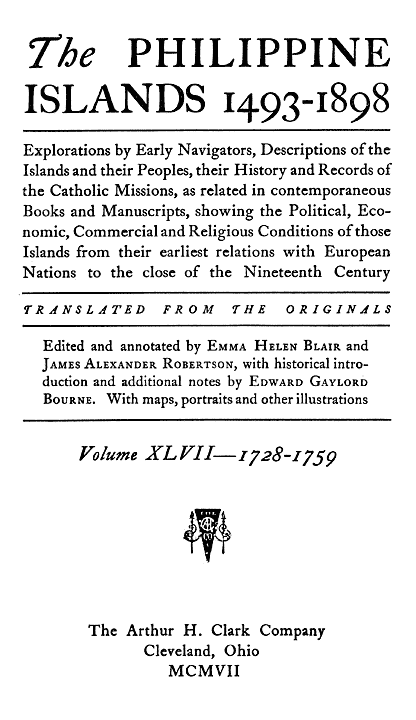 The PHILIPPINE
ISLANDS 1493-1898
Explorations by Early Navigators, Descriptions of the
Islands and their Peoples, their History and Records of
the Catholic Missions, as related in contemporaneous
Books and Manuscripts, showing the Political, Eco-
nomic, Commercial and Religious Conditions of those
Islands from their earliest relations with European
Nations to the close of the Nineteenth Century
TRANSLATED FROM THE ORIGINALS
Edited and annotated by EMMA HELEN BLAIR and
JAMES ALEXANDER ROBERTSON, with historical intro-
duction and additional notes by EDWARD GAYLORD
BOURNE. With maps, portraits and other illustrations
Volume XLVII—1728-1759
The Arthur H. Clark Company
Cleveland, Ohio
MCMVII